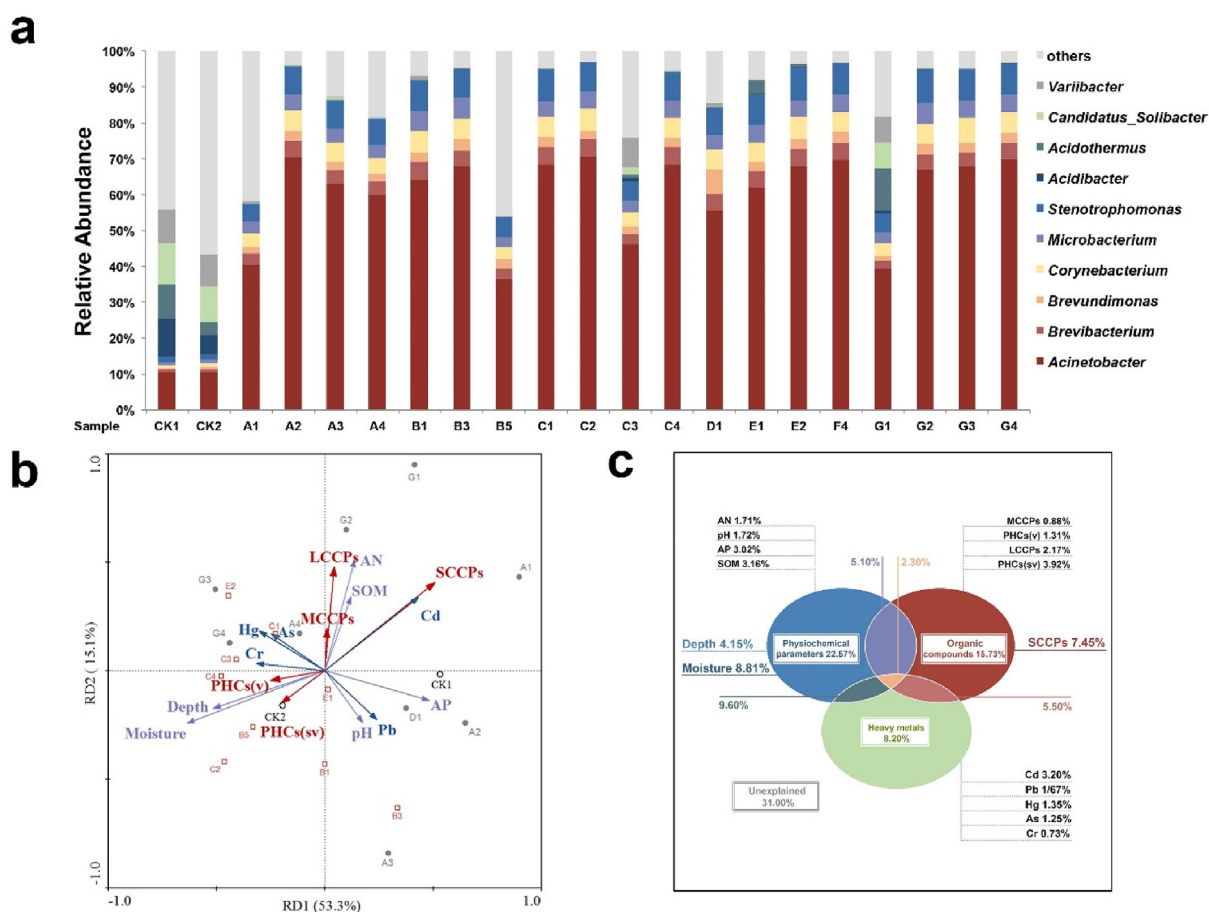 a
100%
90%
80%
70%
60%
50%
40%
30%
20%
10%
0%
Relative Abundance
Sample CK1 CK2 A1 A2 A3 A4 B1 B3 B5 C1 C2 C3 C4 D1 E1 E2 F4 G1 G2 G3 G4
others
Variibacter
Candidatus_Solibacter
Acidothermus
Acidibacter
Stenotrophomonas
Microbacterium
Corynebacterium
Brevundimonas
Brevibacterium
Acinetobacter
b
1.0
RD2 ( 15.1%)
-1.0
-1.0
RD1 (53.3%)
1.0
G1
G2
LCCPs
AN
SCCPs
A1
G3
E2
SOM
MCCPs
Cd
Hg
C1
As
A4
G4
C3
Cr
C4
PHCs(v)
CK1
E1
AP
Depth
CK2
D1
Moisture
PHCs(sv)
pH
Pb
A2
B5
C2
B1
B3
A3
c
AN 1.71%
pH 1.72%
AP 3.02%
SOM 3.16%
MCCPs 0.88%
PHCs(v) 1.31%
LCCPs 2.17%
PHCs(sv) 3.92%
5.10%
2.30%
Depth 4.15%
Moisture 8.81%
Physiochemical
parameters 22.57%
Organic
compounds 15.73%
SCCPs 7.45%
9.60%
5.50%
Heavy metals
8.20%
Unexplained
31.00%
Cd 3.20%
Pb 1/67%
Hg 1.35%
As 1.25%
Cr 0.73%